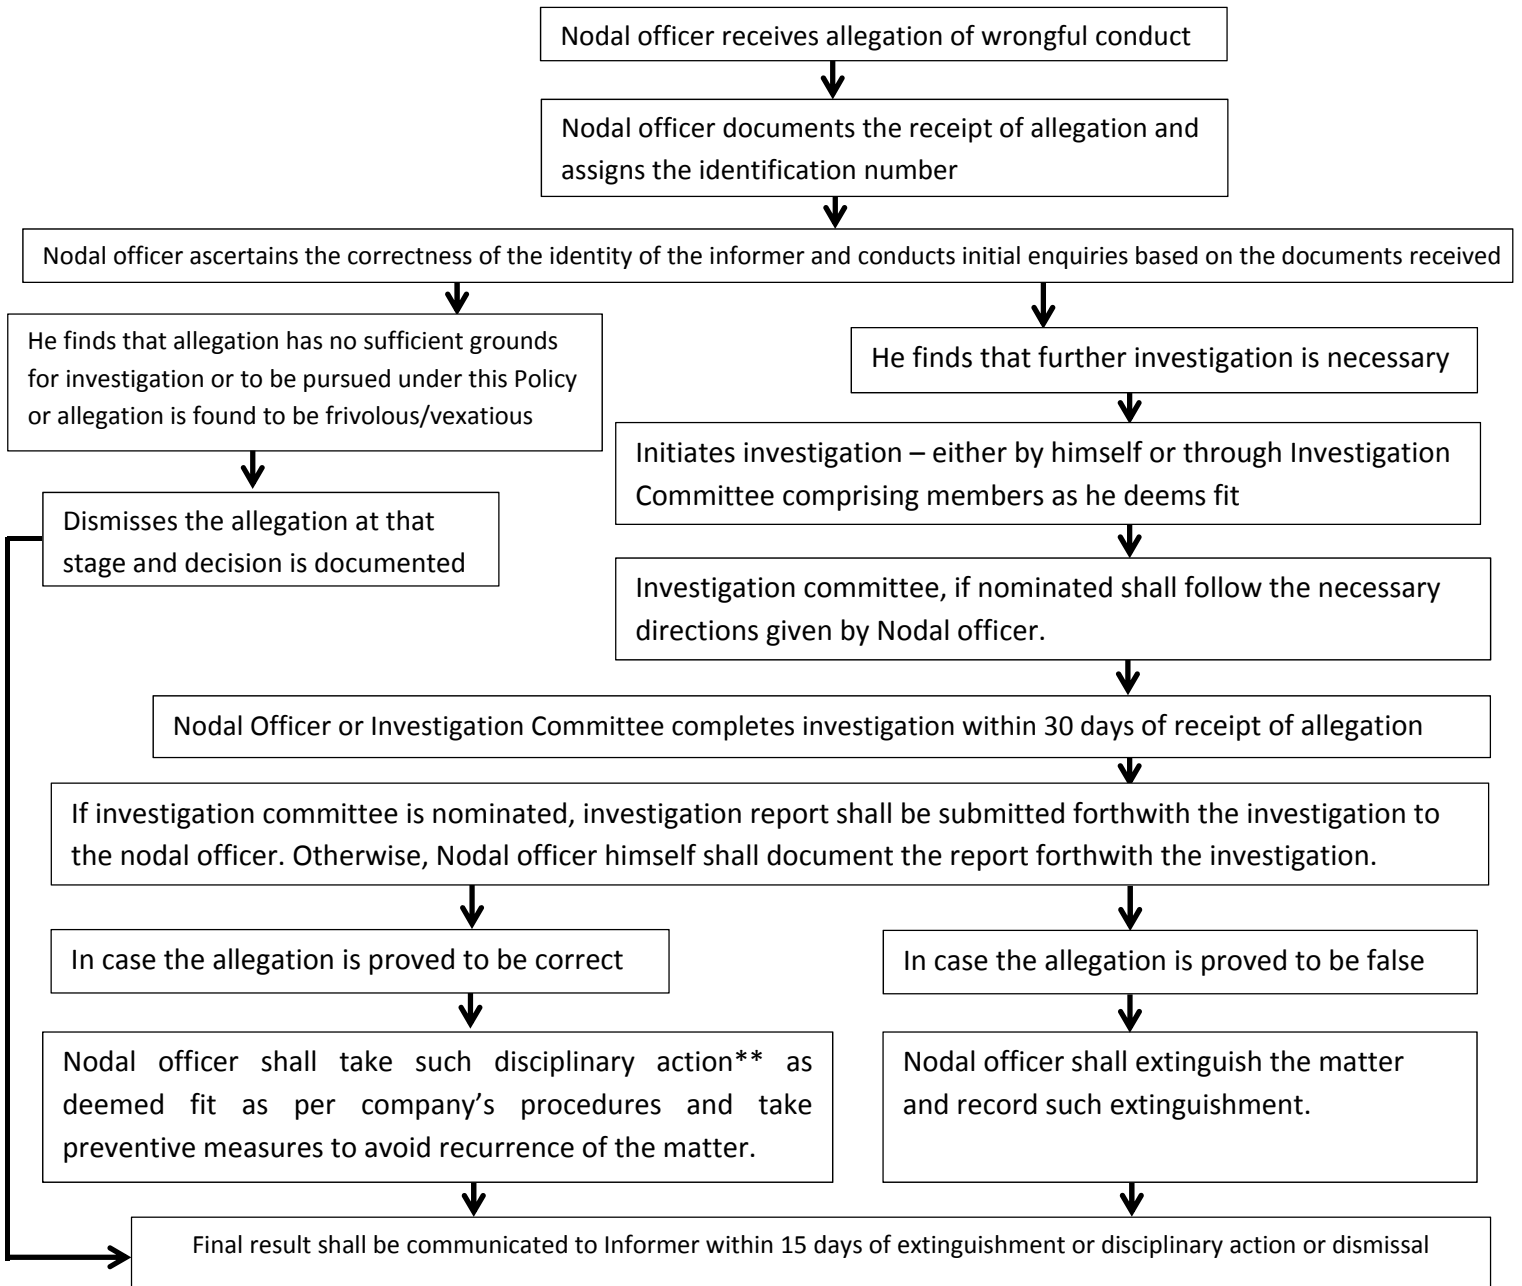 Nodal officer receives allegation of wrongful conduct
Nodal officer documents the receipt of allegation and
assigns the identification number
Nodal officer ascertains the correctness of the identity of the informer and conducts initial enquiries based on the documents received
He finds that allegation has no sufficient grounds
for investigation or to be pursued under this Policy
or allegation is found to be frivolous/vexatious
He finds that further investigation is necessary
Initiates investigation – either by himself or through Investigation
Committee comprising members as he deems fit
Dismisses the allegation at that
stage and decision is documented
Investigation committee, if nominated shall follow the necessary
directions given by Nodal officer.
Nodal Officer or Investigation Committee completes investigation within 30 days of receipt of allegation
If investigation committee is nominated, investigation report shall be submitted forthwith the investigation to
the nodal officer. Otherwise, Nodal officer himself shall document the report forthwith the investigation.
In case the allegation is proved to be correct
In case the allegation is proved to be false
Nodal officer shall take such disciplinary action** as
deemed fit as per company’s procedures and take
preventive measures to avoid recurrence of the matter.
Nodal officer shall extinguish the matter
and record such extinguishment.
Final result shall be communicated to Informer within 15 days of extinguishment or disciplinary action or dismissal